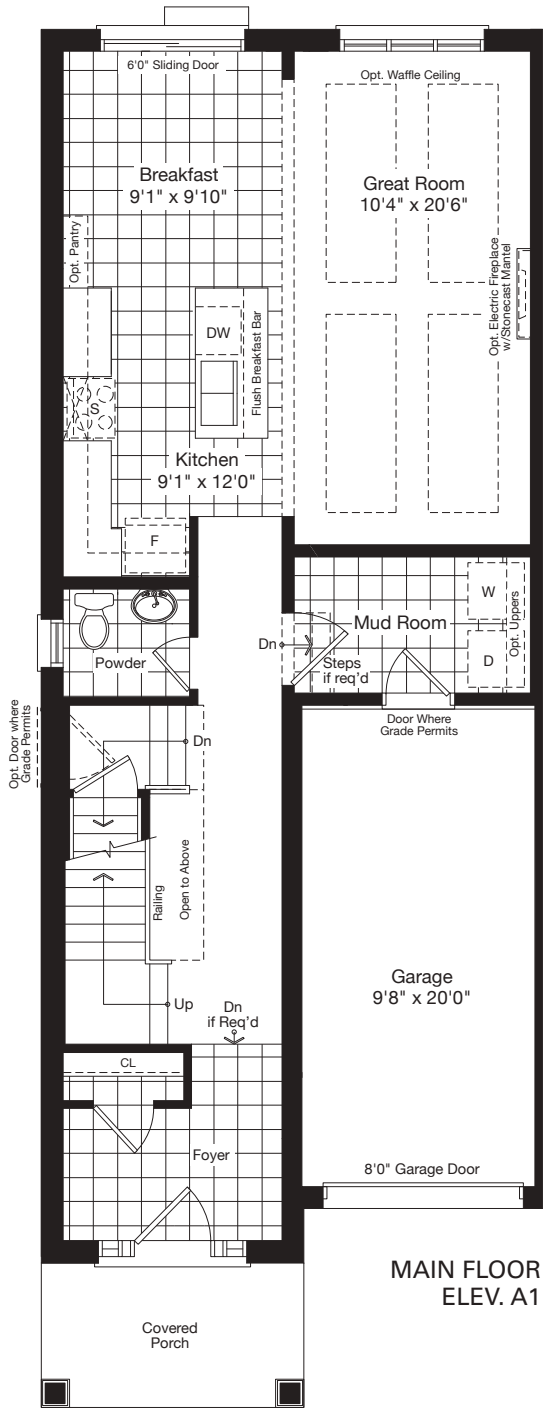 6'0" Sliding Door
Opt. Waffle Ceiling
Breakfast
9'1" x 9'10"
Great Room
10'4" x 20'6"
Opt. Pantry
Opt. Electric Fireplace
w/Stonecast Mantel
DW
Flush Breakfast Bar
S
Kitchen
9'1" x 12'0"
F
W
Mud Room
Opt. Uppers
D
Dn
Steps
if req'd
Powder
Door Where
Grade Permits
Opt. Door where
Grade Permits
Dn
Railing
Open to Above
Garage
9'8" x 20'0"
Up
Dn
if Req'd
CL
Foyer
8'0" Garage Door
MAIN FLOOR
ELEV. A1
Covered
Porch